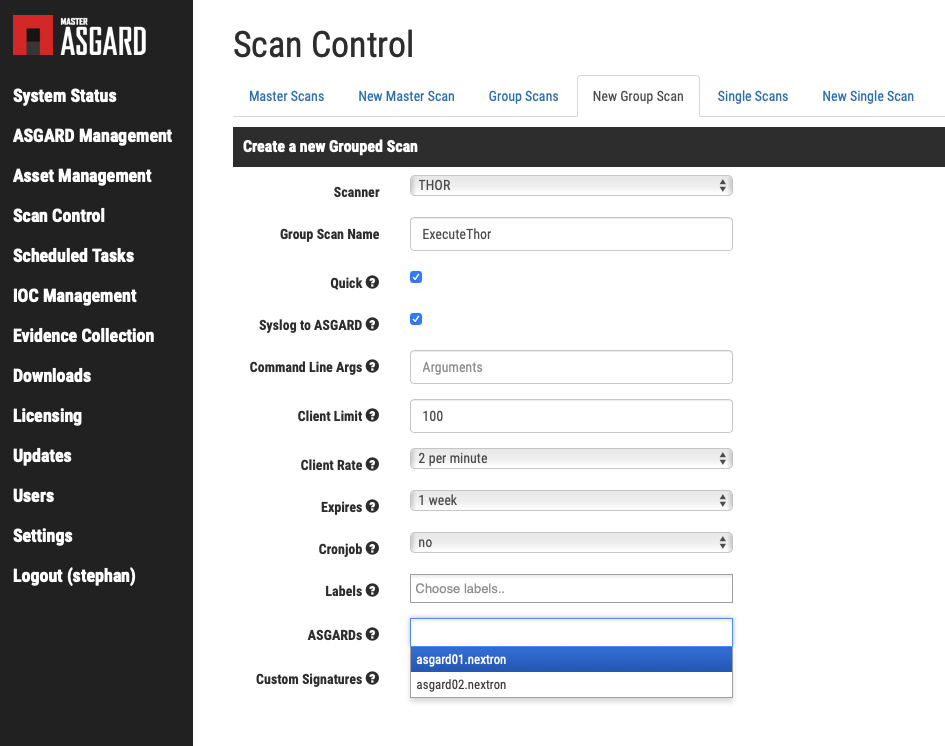 MASTER
ASGARD
System Status
ASGARD Management
Asset Management
Scan Control
Scheduled Tasks
IOC Management
Evidence Collection
Downloads
Licensing
Updates
Users
Settings
Logout (stephan)
Scan Control
Master Scans New Master Scan Group Scans New Group Scan Single Scans New Single Scan
Create a new Grouped Scan
Scanner THOR
Group Scan Name ExecuteThor
Quick ?
Syslog to ASGARD ?
Command Line Args ? Arguments
Client Limit ? 100
Client Rate ? 2 per minute
Expires ? 1 week
Cronjob ? no
Labels ? Choose labels..
ASGARDs ?
asgard01.nextron
Custom Signatures ? asgard02.nextron